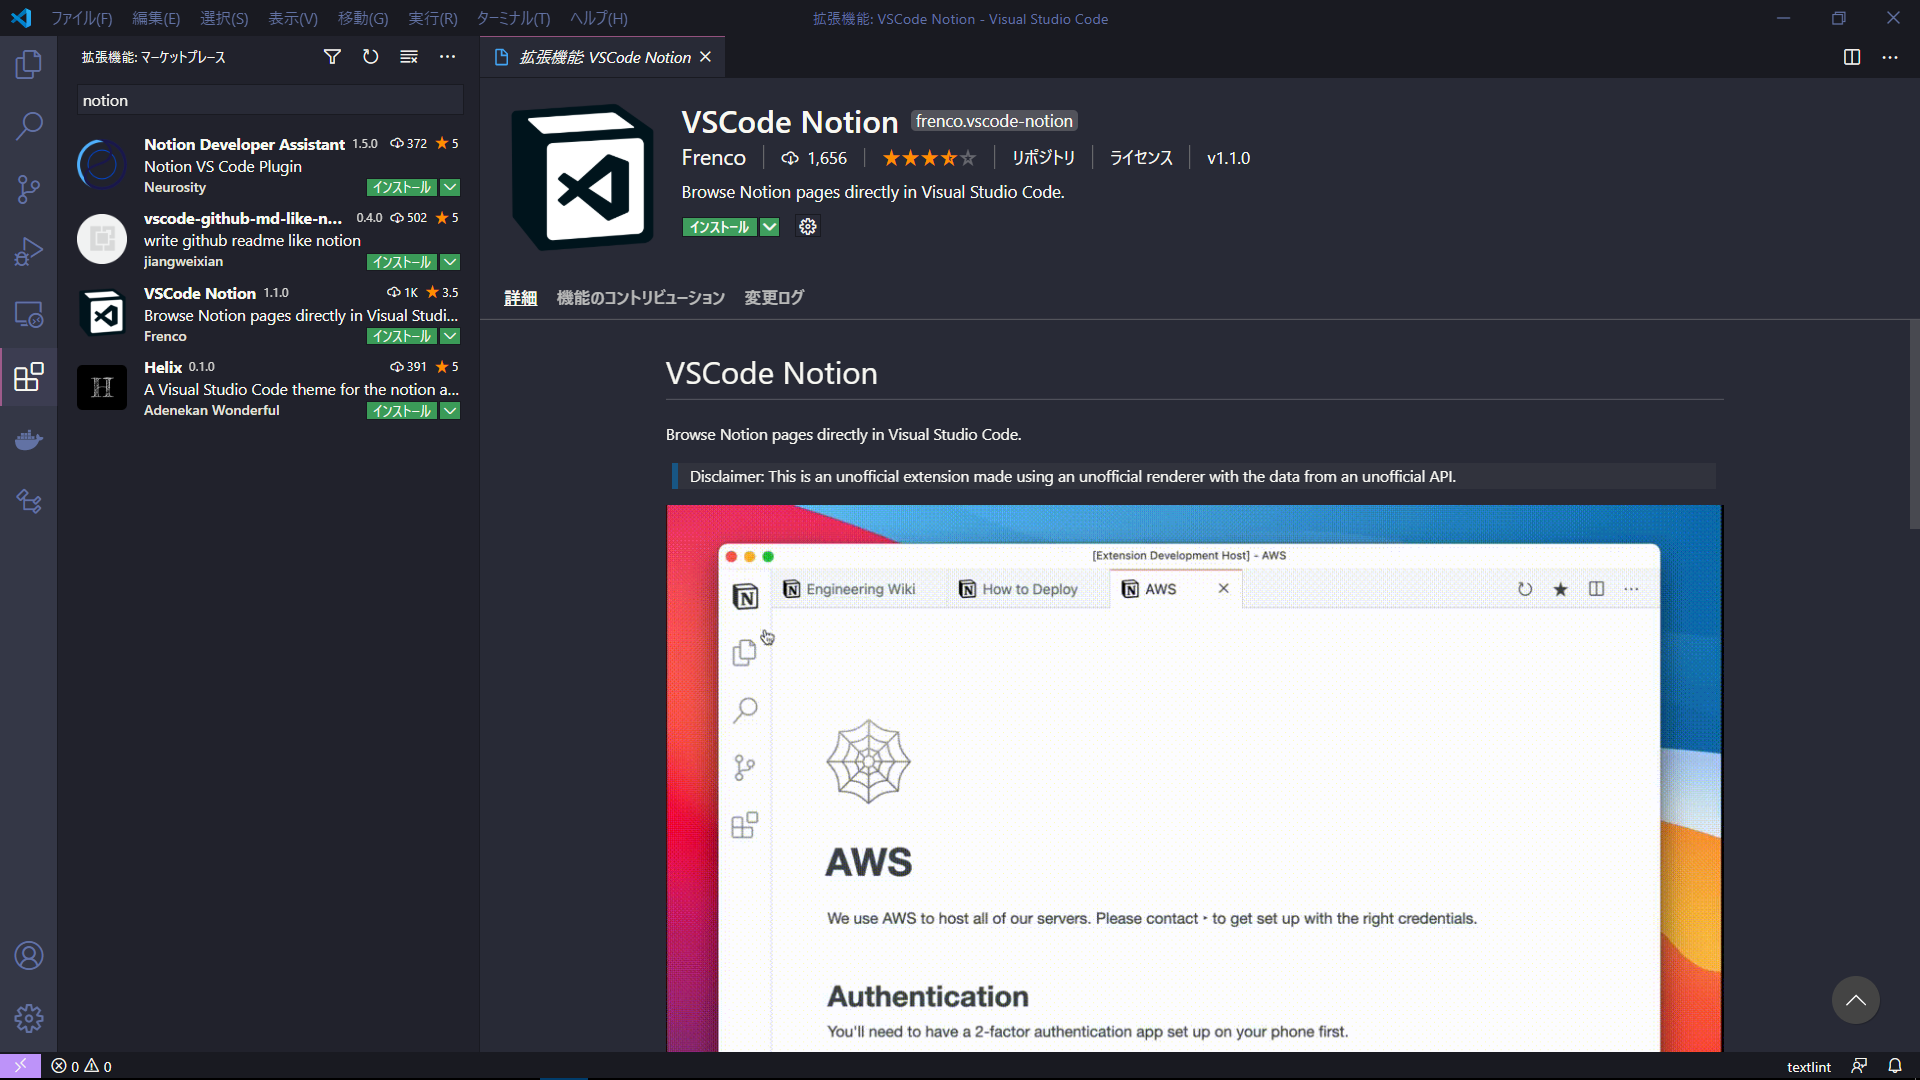 ファイル(F) 編集(E) 選択(S) 表示(V) 移動(G) 実行(R) ターミナル(T) ヘルプ(H) 拡張機能: VSCode Notion - Visual Studio Code
拡張機能: マーケットプレース
notion
Notion Developer Assistant 1.5.0 372 ★ 5
Notion VS Code Plugin
Neurosity インストール
vscode-github-md-like-n... 0.4.0 502 ★ 5
write github readme like notion
jiangweixian インストール
VSCode Notion 1.1.0 1K ★ 3.5
Browse Notion pages directly in Visual Studi...
Frenco インストール
Helix 0.1.0 391 ★ 5
A Visual Studio Code theme for the notion a...
Adenekan Wonderful インストール
H
拡張機能: VSCode Notion
VSCode Notion frenco.vscode-notion
Frenco 1,656 リポジトリ ライセンス v1.1.0
Browse Notion pages directly in Visual Studio Code.
インストール
詳細 機能のコントリビューション 変更ログ
VSCode Notion
Browse Notion pages directly in Visual Studio Code.
Disclaimer: This is an unofficial extension made using an unofficial renderer with the data from an unofficial API.
[Extension Development Host] - AWS
N
N Engineering Wiki N How to Deploy N AWS
AWS
We use AWS to host all of our servers. Please contact ‣ to get set up with the right credentials.
Authentication
You'll need to have a 2-factor authentication app set up on your phone first.
0 0 textlint